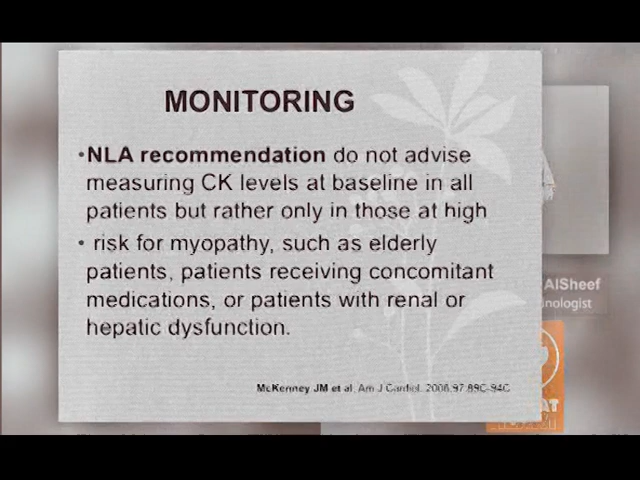 MONITORING
•NLA recommendation do not advise
measuring CK levels at baseline in all
patients but rather only in those at high
• risk for myopathy, such as elderly
patients, patients receiving concomitant
medications, or patients with renal or
hepatic dysfunction.
McKenney JM et al. Am J Cardiol. 2006;97:89C-94C
AlSheef
inologist
AT